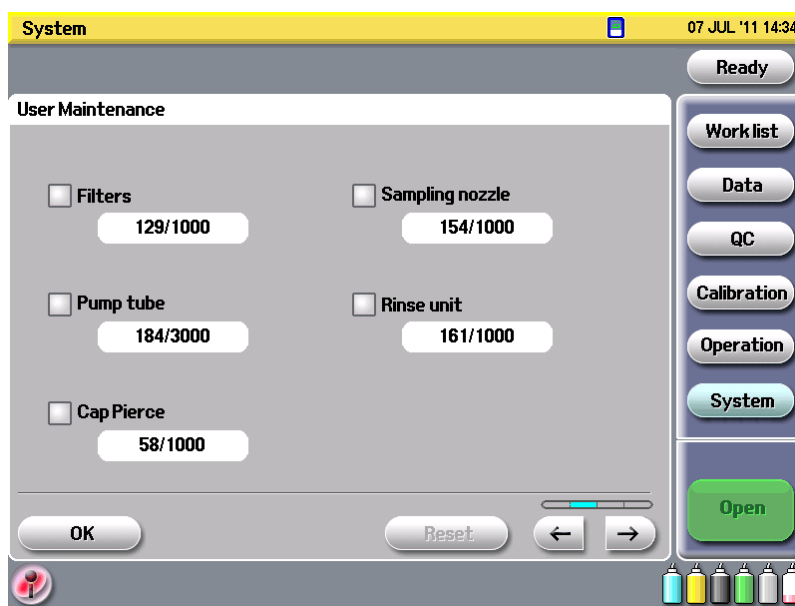 System
07 JUL '11 14:34
Ready
User Maintenance
Work list
Filters
Sampling nozzle
Data
129/1000
154/1000
QC
Pump tube
Rinse unit
Calibration
184/3000
161/1000
Operation
Cap Pierce
System
58/1000
OK
Reset
Open